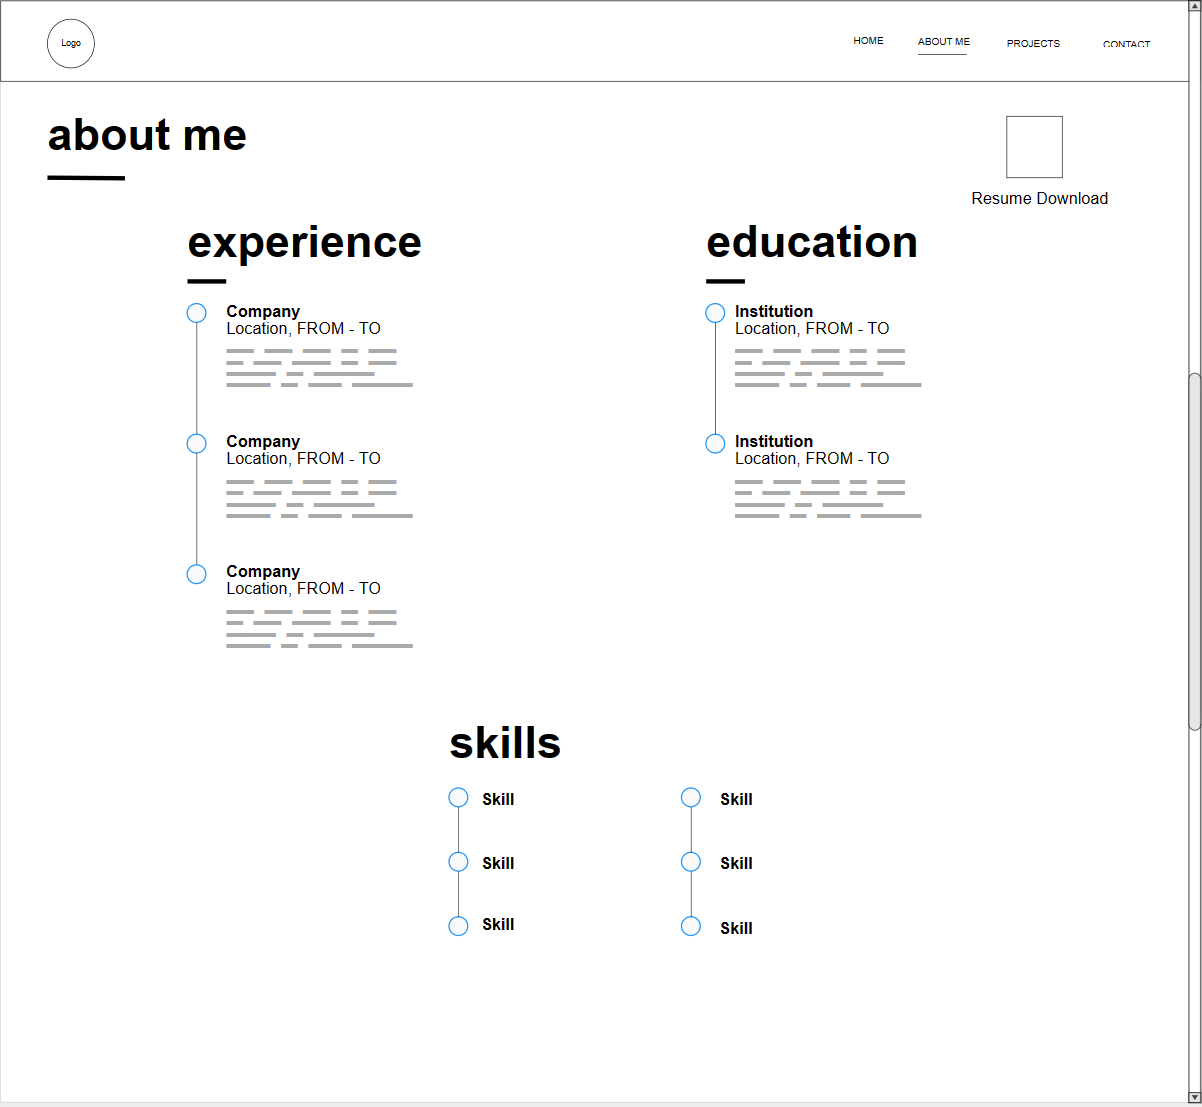 Logo
HOME
ABOUT ME
PROJECTS
CONTACT
about me
Resume Download
experience
Company
Location, FROM - TO
Company
Location, FROM - TO
Company
Location, FROM - TO
education
Institution
Location, FROM - TO
Institution
Location, FROM - TO
skills
Skill
Skill
Skill
Skill
Skill
Skill